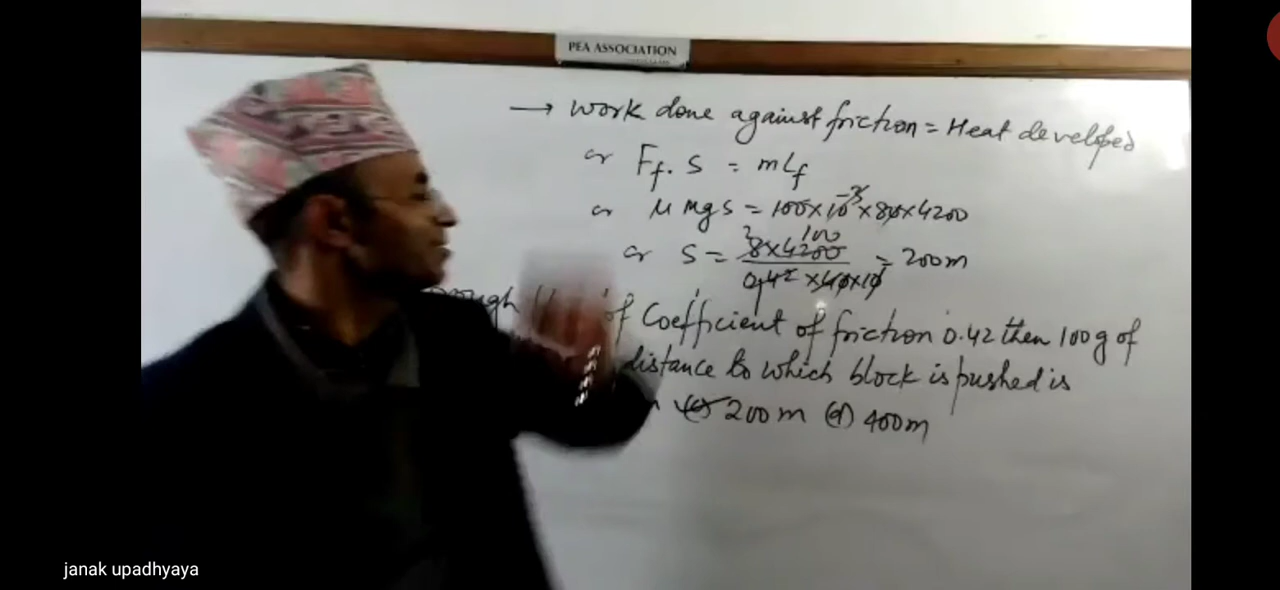 PEA ASSOCIATION
→ Work done against friction = Heat developed
or Ff. S = mLf
or μ mgs = 100×10⁻³×80×4200
or S = 8×4200 / 0.42×40×10 = 200m
of Coefficient of friction 0.42 then 100g of
distance to which block is pushed is
(c) 200m (d) 400m
janak upadhyaya